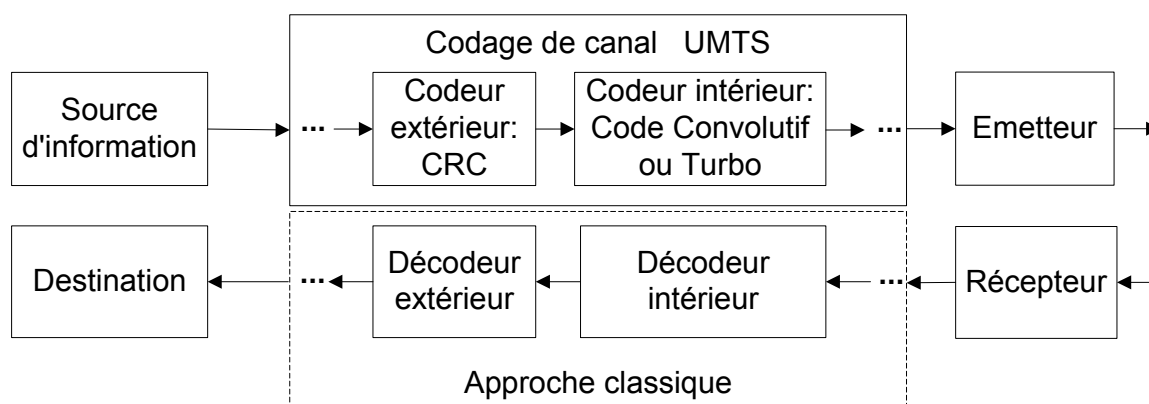 Codage de canal UMTS
Source
d'information
...
Codeur
extérieur:
CRC
Codeur intérieur:
Code Convolutif
ou Turbo
...
Emetteur
Destination
...
Décodeur
extérieur
Décodeur
intérieur
...
Récepteur
Approche classique